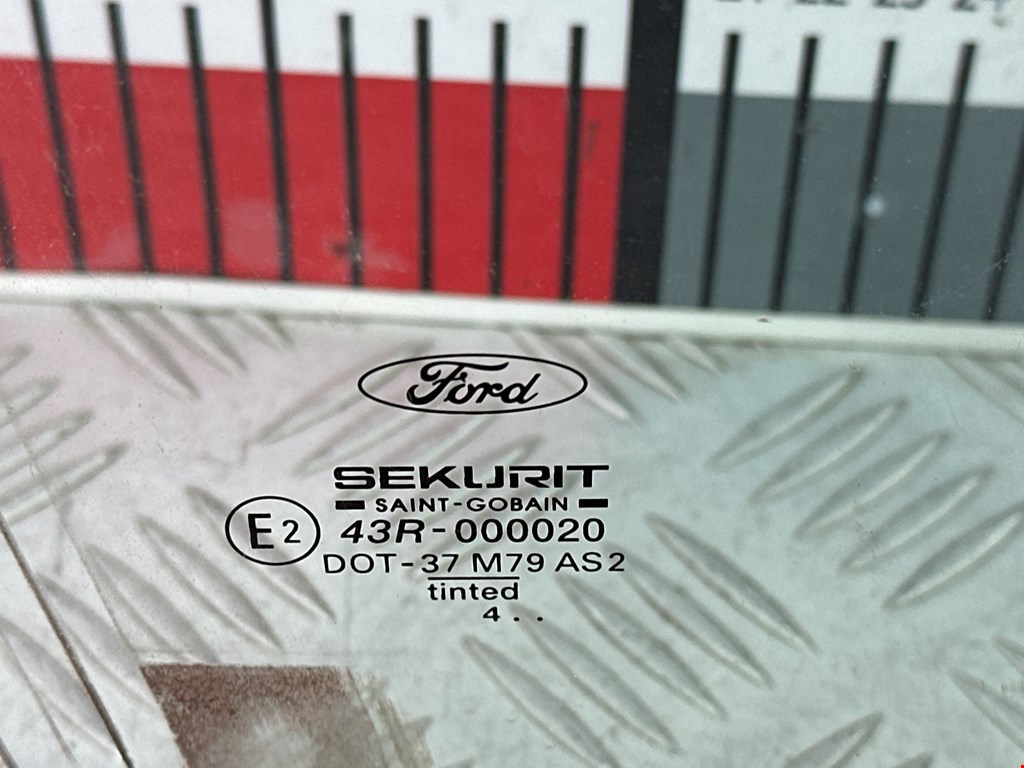 Ford
SEKURIT
SAINT-GOBAIN
E2
43R-000020
DOT-37 M79 AS2
tinted
4 . .